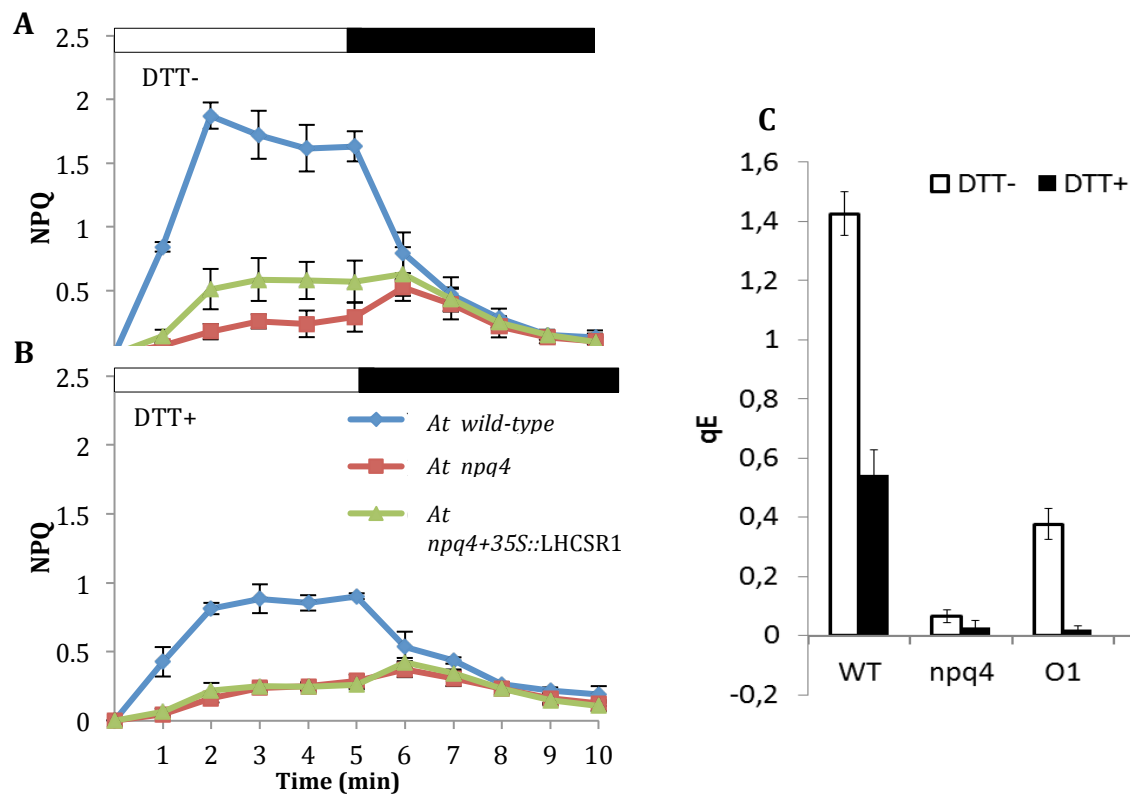 A
2.5
2
1.5
1
0.5
NPQ
DTT-
B
2.5
2
1.5
1
0.5
0
NPQ
DTT+
At wild-type
At npq4
At
npq4+35S::LHCSR1
1 2 3 4 5 6 7 8 9 10
Time (min)
C
1,6
1,4
1,2
1
0,8
0,6
0,4
0,2
0
-0,2
qE
DTT- DTT+
WT npq4 O1